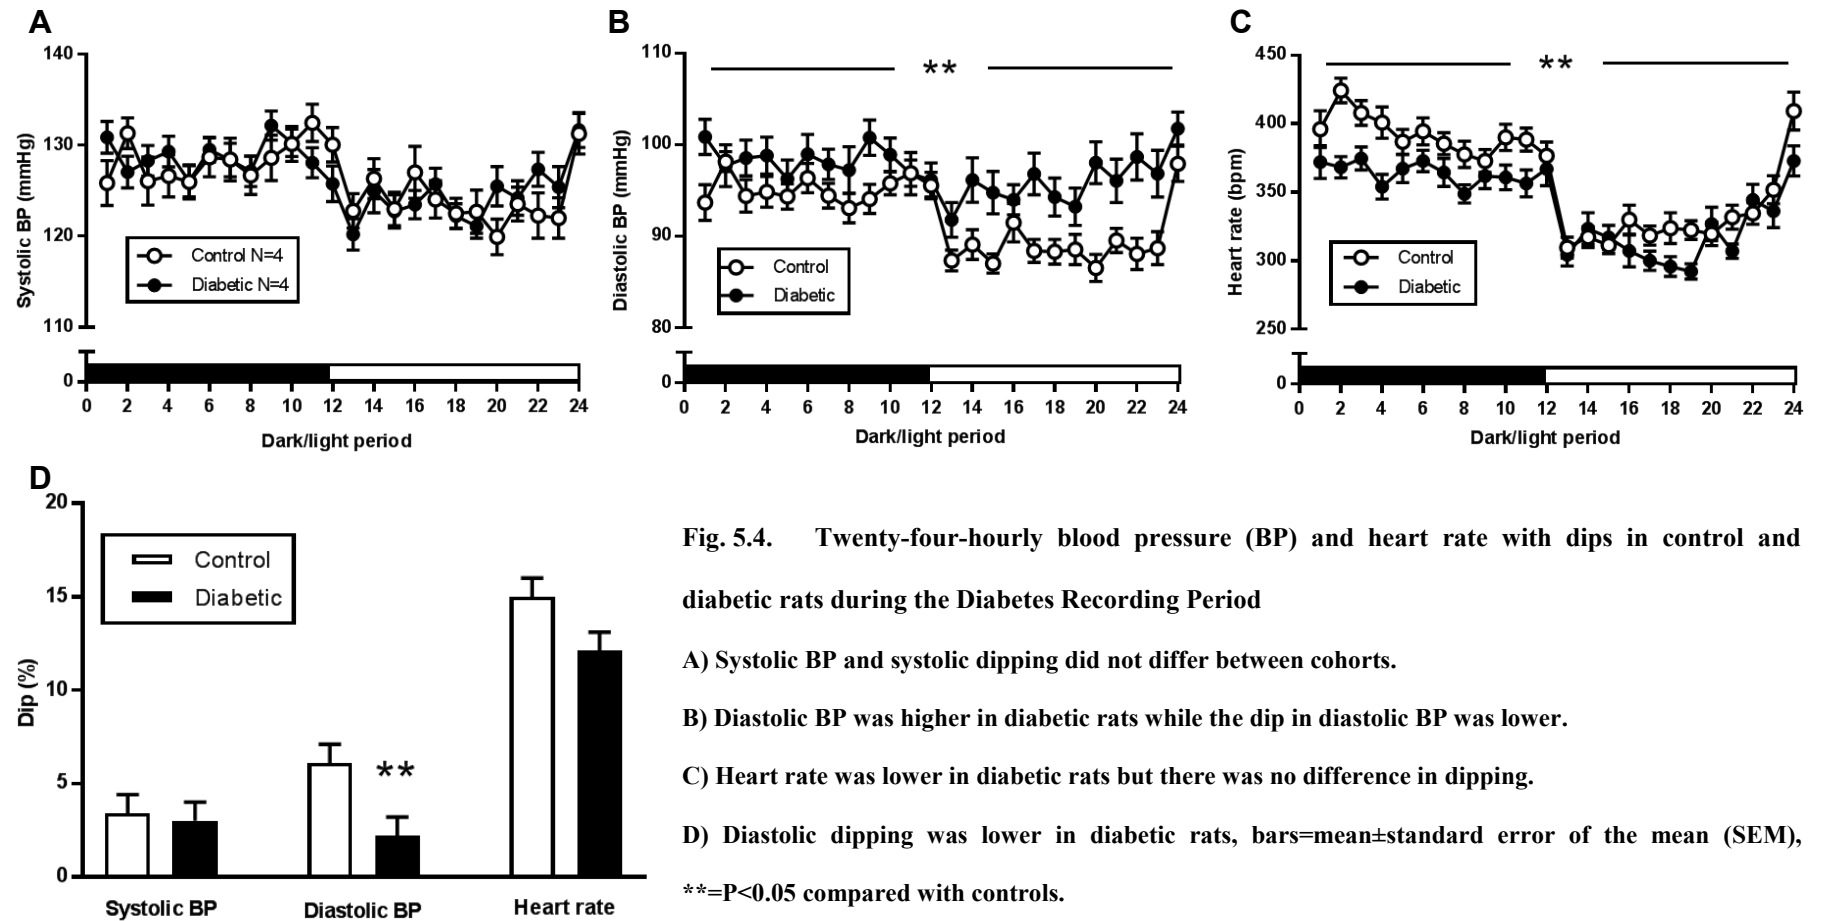 A
140
130
120
110
0
Systolic BP (mmHg)
Control N=4
Diabetic N=4
0 2 4 6 8 10 12 14 16 18 20 22 24
Dark/light period
B
110
100
90
80
0
Diastolic BP (mmHg)
**
Control
Diabetic
0 2 4 6 8 10 12 14 16 18 20 22 24
Dark/light period
C
450
400
350
300
250
0
Heart rate (bpm)
**
Control
Diabetic
0 2 4 6 8 10 12 14 16 18 20 22 24
Dark/light period
D
20
15
10
5
0
Dip (%)
Control
Diabetic
**
Systolic BP Diastolic BP Heart rate
Fig. 5.4. Twenty-four-hourly blood pressure (BP) and heart rate with dips in control and
diabetic rats during the Diabetes Recording Period
A) Systolic BP and systolic dipping did not differ between cohorts.
B) Diastolic BP was higher in diabetic rats while the dip in diastolic BP was lower.
C) Heart rate was lower in diabetic rats but there was no difference in dipping.
D) Diastolic dipping was lower in diabetic rats, bars=mean±standard error of the mean (SEM),
**=P<0.05 compared with controls.